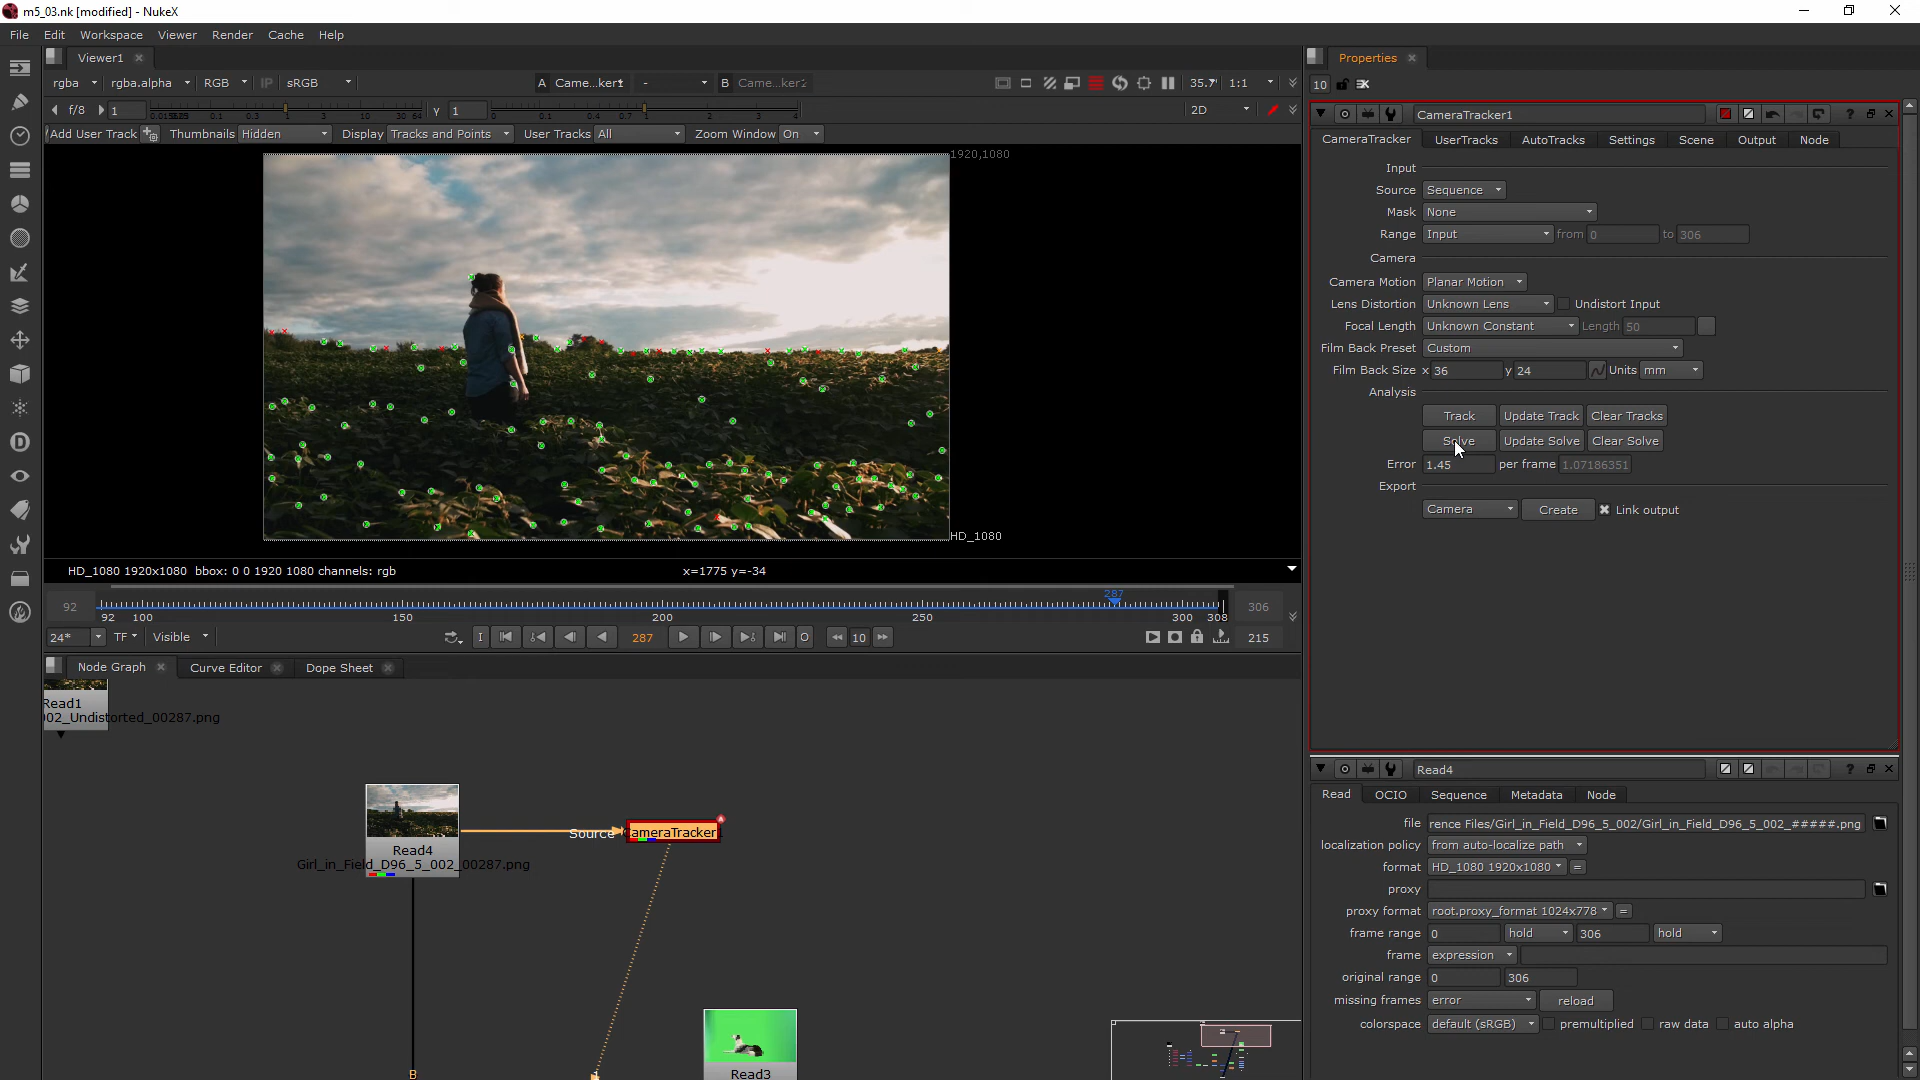 m5_03.nk [modified] - NukeX
File Edit Workspace Viewer Render Cache Help
Viewer1
rgba rgba.alpha RGB IP sRGB A Came...ker1 - B Came...ker2 1:1
f/8 1 Y 1 2D
Add User Track Thumbnails Hidden Display Tracks and Points User Tracks All Zoom Window On
1920,1080
HD_1080
HD_1080 1920x1080 bbox: 0 0 1920 1080 channels: rgb x=1775 y=-34
92 287 306
92 100 150 200 250 300 308
24* TF Visible I 287 O 10 215
Node Graph Curve Editor Dope Sheet
Read1
002_Undistorted_00287.png
Source CameraTracker1
Read4
Girl_in_Field_D96_5_002_00287.png
B
Read3
Properties
10
CameraTracker1
CameraTracker UserTracks AutoTracks Settings Scene Output Node
Input
Source Sequence
Mask None
Range Input from 0 to 306
Camera
Camera Motion Planar Motion
Lens Distortion Unknown Lens Undistort Input
Focal Length Unknown Constant Length 50
Film Back Preset Custom
Film Back Size x 36 y 24 Units mm
Analysis
Track Update Track Clear Tracks
Solve Update Solve Clear Solve
Error 1.45 per frame 1.07186351
Export
Camera Create Link output
Read4
Read OCIO Sequence Metadata Node
file rence Files/Girl_in_Field_D96_5_002/Girl_in_Field_D96_5_002_#####.png
localization policy from auto-localize path
format HD_1080 1920x1080 =
proxy
proxy format root.proxy_format 1024x778 =
frame range 0 hold 306 hold
frame expression
original range 0 306
missing frames error reload
colorspace default (sRGB) premultiplied raw data auto alpha